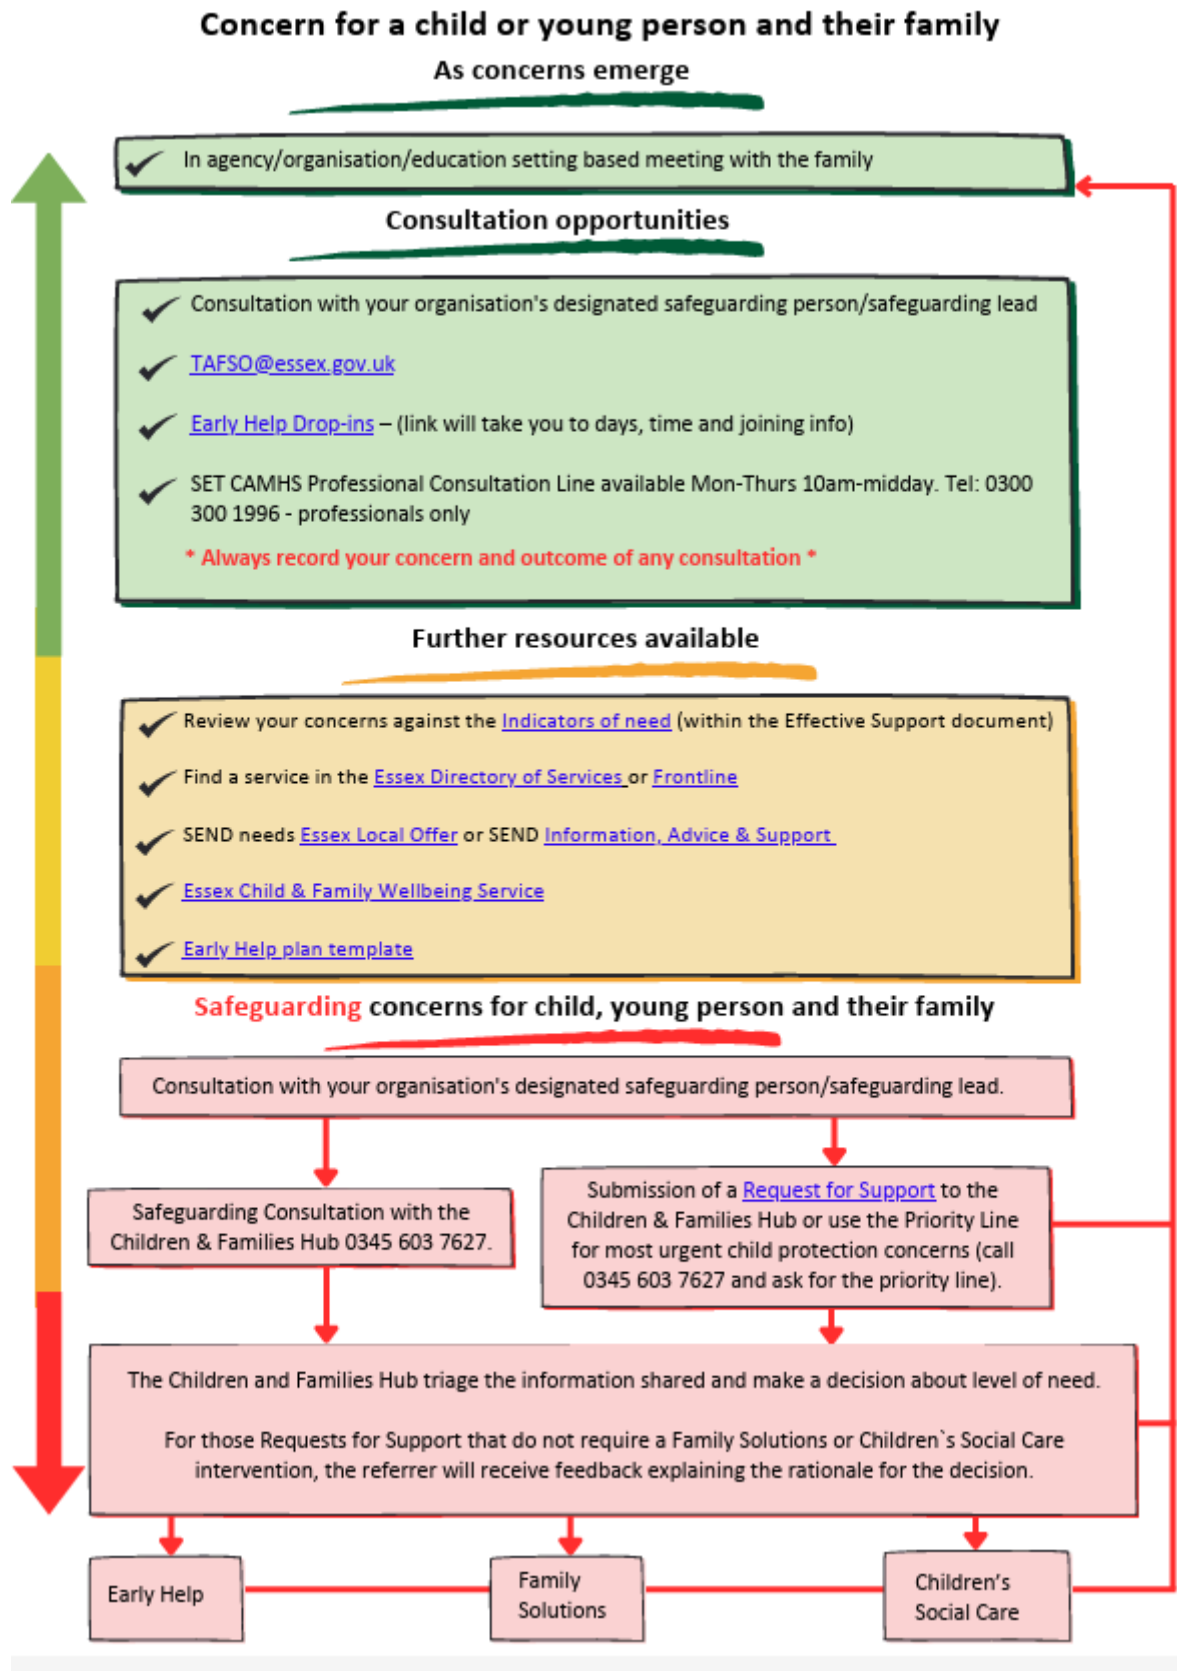 Concern for a child or young person and their family
As concerns emerge
In agency/organisation/education setting based meeting with the family
Consultation opportunities
Consultation with your organisation's designated safeguarding person/safeguarding lead
TAFSO@essex.gov.uk
Early Help Drop-ins – (link will take you to days, time and joining info)
SET CAMHS Professional Consultation Line available Mon-Thurs 10am-midday. Tel: 0300
300 1996 - professionals only
* Always record your concern and outcome of any consultation *
Further resources available
Review your concerns against the Indicators of need (within the Effective Support document)
Find a service in the Essex Directory of Services or Frontline
SEND needs Essex Local Offer or SEND Information, Advice & Support
Essex Child & Family Wellbeing Service
Early Help plan template
Safeguarding concerns for child, young person and their family
Consultation with your organisation's designated safeguarding person/safeguarding lead.
Safeguarding Consultation with the
Children & Families Hub 0345 603 7627.
Submission of a Request for Support to the
Children & Families Hub or use the Priority Line
for most urgent child protection concerns (call
0345 603 7627 and ask for the priority line).
The Children and Families Hub triage the information shared and make a decision about level of need.
For those Requests for Support that do not require a Family Solutions or Children`s Social Care
intervention, the referrer will receive feedback explaining the rationale for the decision.
Early Help
Family
Solutions
Children's
Social Care